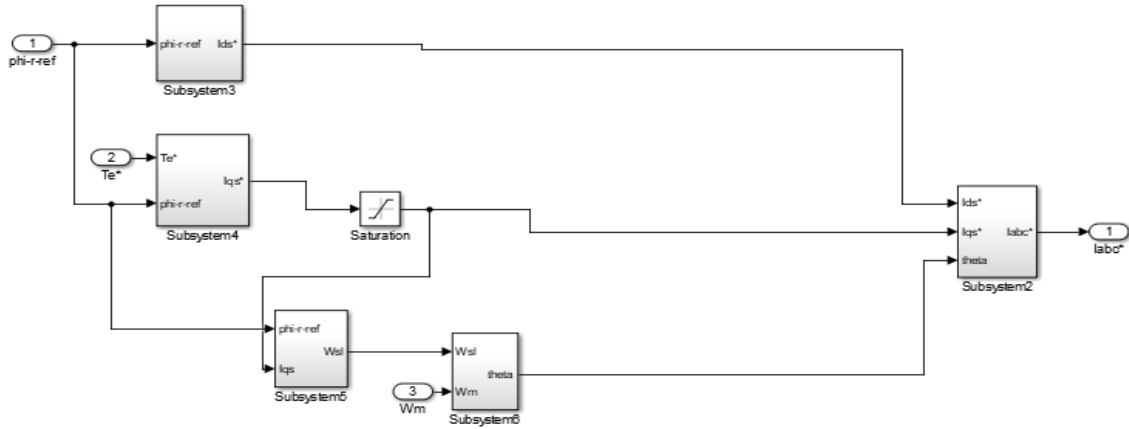 1
phi-r-ref
phi-r-ref Ids*
Subsystem3
2
Te*
Te*
Iqs*
phi-r-ref
Subsystem4
Saturation
Ids*
Iqs* Iabc*
theta
Subsystem2
1
Iabc*
phi-r-ref
Wsl
Iqs
Subsystem5
3
Wm
Wsl
theta
Wm
Subsystem6